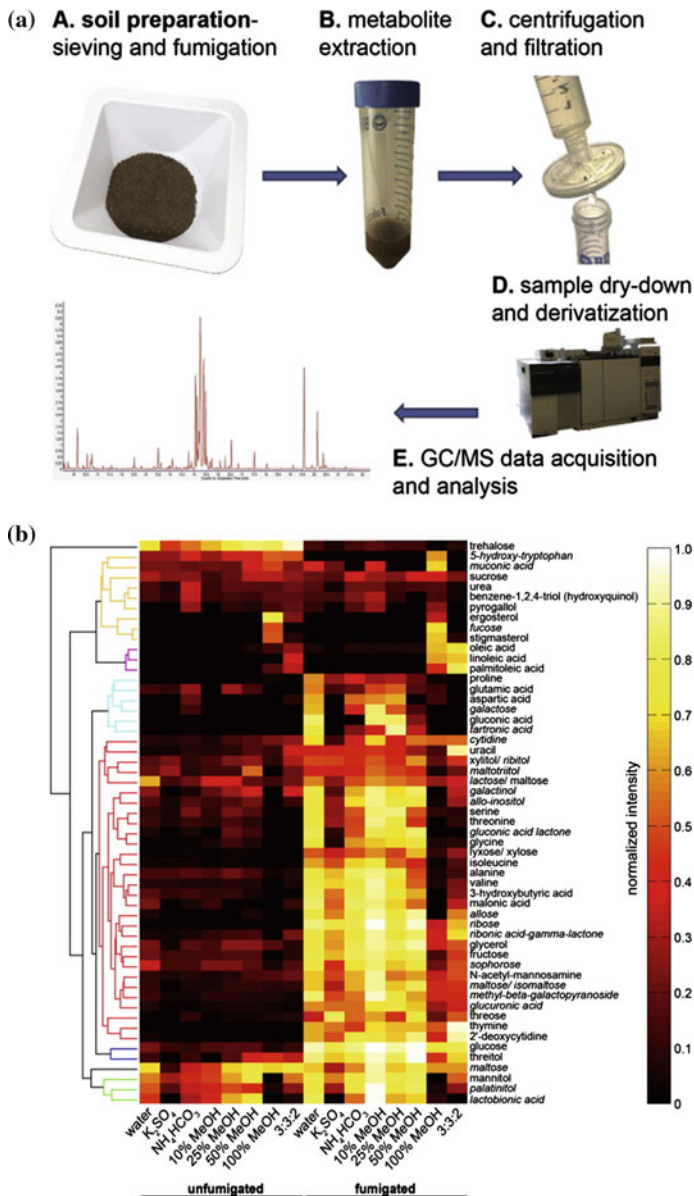 (a)
A. soil preparation-
sieving and fumigation
B. metabolite
extraction
C. centrifugation
and filtration
D. sample dry-down
and derivatization
E. GC/MS data acquisition
and analysis
(b)
trehalose
5-hydroxy-tryptophan
muconic acid
sucrose
urea
benzene-1,2,4-triol (hydroxyquinol)
pyrogallol
ergosterol
fucose
stigmasterol
oleic acid
linoleic acid
palmitoleic acid
proline
glutamic acid
aspartic acid
galactose
gluconic acid
tartronic acid
cytidine
uracil
xylitol/ ribitol
maltotriitol
lactose/ maltose
galactinol
allo-inositol
serine
threonine
gluconic acid lactone
glycine
lyxose/ xylose
isoleucine
alanine
valine
3-hydroxybutyric acid
malonic acid
allose
ribose
ribonic acid-gamma-lactone
glycerol
fructose
sophorose
N-acetyl-mannosamine
maltose/ isomaltose
methyl-beta-galactopyranoside
glucuronic acid
threose
thymine
2'-deoxycytidine
glucose
threitol
maltose
mannitol
palatinitol
lactobionic acid
1.0
0.9
0.8
0.7
0.6
0.5
0.4
0.3
0.2
0.1
0
normalized intensity
water
K2SO4
NH4HCO3
10% MeOH
25% MeOH
50% MeOH
100% MeOH
3:3:2
water
K2SO4
NH4HCO3
10% MeOH
25% MeOH
50% MeOH
100% MeOH
3:3:2
unfumigated
fumigated